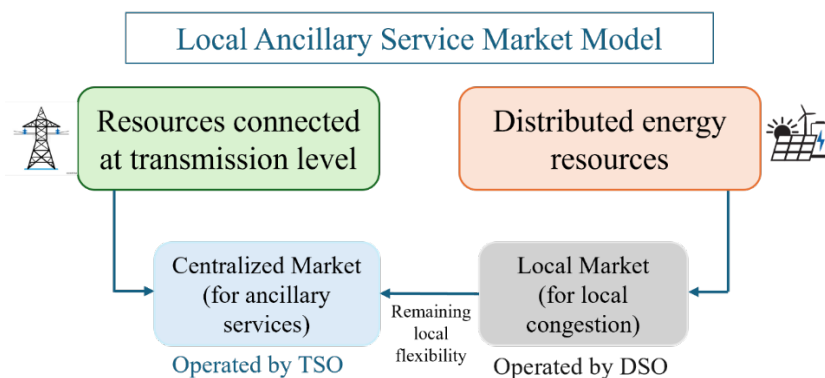 Local Ancillary Service Market Model
Resources connected
at transmission level
Distributed energy
resources
Centralized Market
(for ancillary
services)
Remaining
local
flexibility
Local Market
(for local
congestion)
Operated by TSO
Operated by DSO